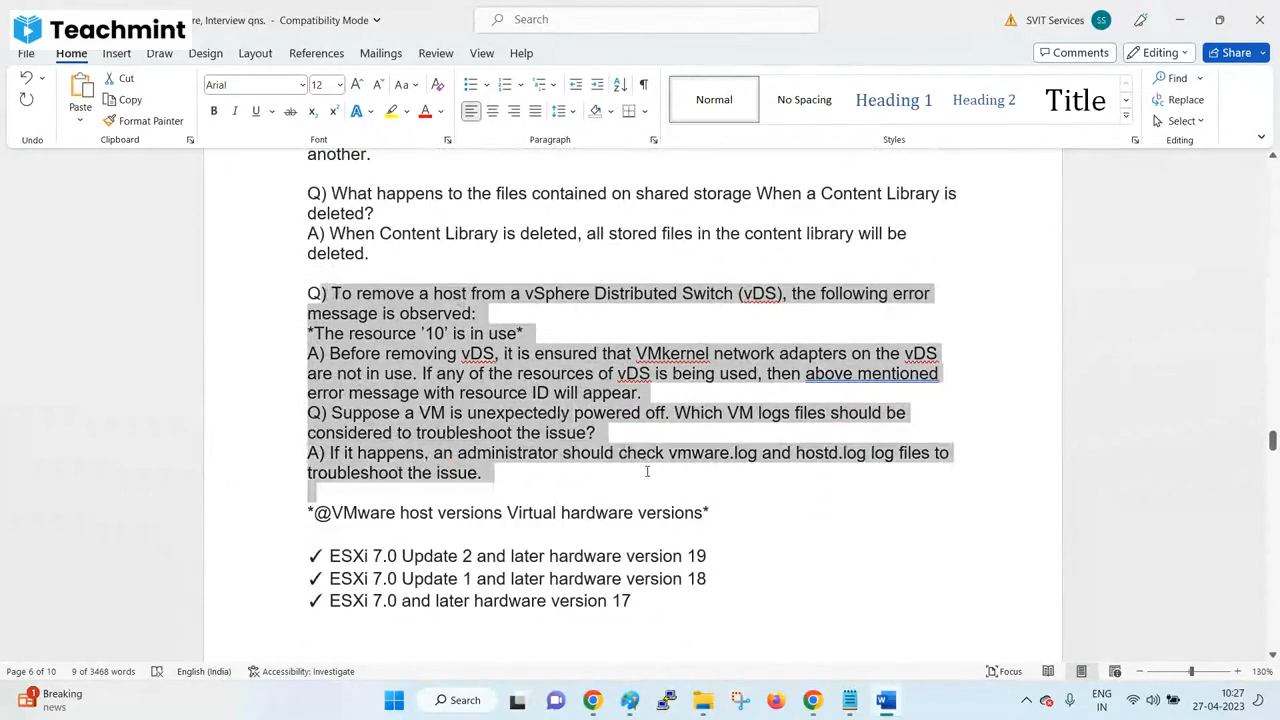 Teachmint
re, Interview qns. - Compatibility Mode
Search
SVIT Services
SS
File Home Insert Draw Design Layout References Mailings Review View Help
Comments
Editing
Share
Cut
Copy
Format Painter
Paste
Undo
Clipboard
Arial
12
Font
Paragraph
Normal
No Spacing
Heading 1
Heading 2
Title
Styles
Find
Replace
Select
Editing
another.
Q) What happens to the files contained on shared storage When a Content Library is
deleted?
A) When Content Library is deleted, all stored files in the content library will be
deleted.
Q) To remove a host from a vSphere Distributed Switch (vDS), the following error
message is observed:
*The resource ’10’ is in use*
A) Before removing vDS, it is ensured that VMkernel network adapters on the vDS
are not in use. If any of the resources of vDS is being used, then above mentioned
error message with resource ID will appear.
Q) Suppose a VM is unexpectedly powered off. Which VM logs files should be
considered to troubleshoot the issue?
A) If it happens, an administrator should check vmware.log and hostd.log log files to
troubleshoot the issue.
*@VMware host versions Virtual hardware versions*
✓ ESXi 7.0 Update 2 and later hardware version 19
✓ ESXi 7.0 Update 1 and later hardware version 18
✓ ESXi 7.0 and later hardware version 17
Page 6 of 10 9 of 3468 words English (India) Accessibility: Investigate
Focus
130%
1
Breaking
news
Search
ENG
IN
10:27
27-04-2023